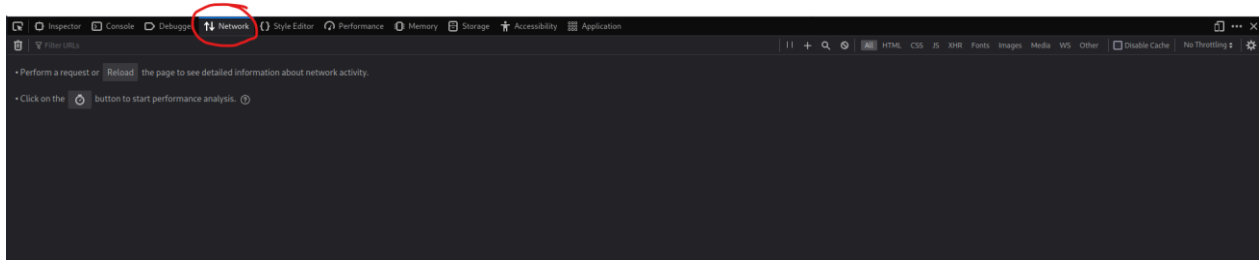 Inspector Console Debugger Network Style Editor Performance Memory Storage Accessibility Application
Filter URLs All HTML CSS JS XHR Fonts Images Media WS Other Disable Cache No Throttling
• Perform a request or Reload the page to see detailed information about network activity.
• Click on the button to start performance analysis.